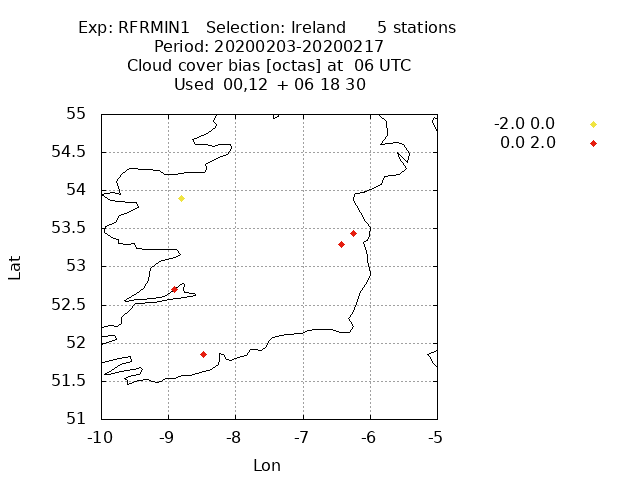 Exp: RFRMIN1 Selection: Ireland 5 stations
Period: 20200203-20200217
Cloud cover bias [octas] at 06 UTC
Used 00,12 + 06 18 30
-2.0 0.0
0.0 2.0
55
54.5
54
53.5
53
52.5
52
51.5
51
Lat
-10 -9 -8 -7 -6 -5
Lon